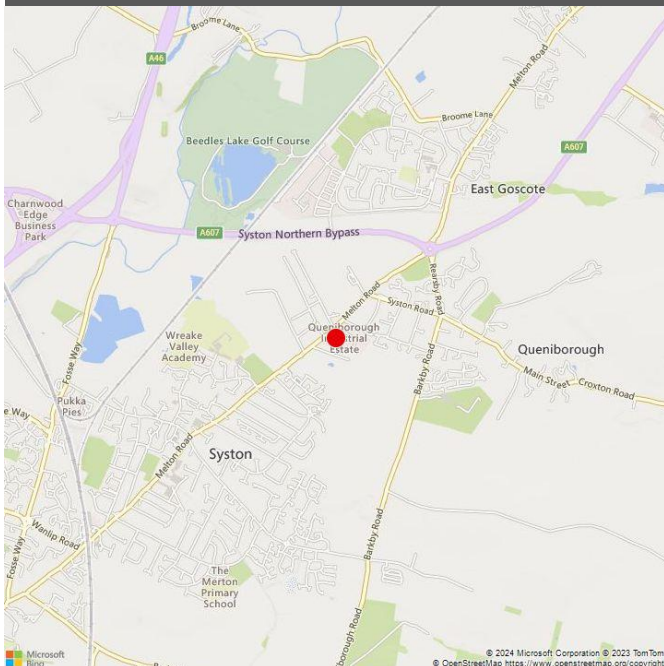 Broome Lane
A46
Melton Road
Beedles Lake Golf Course
Broome Lane
A607
East Goscote
Charnwood
Edge
Business
Park
A607
Syston Northern Bypass
Rearsby Road
Melton Road
Syston Road
Queniborough
Industrial
Estate
Wreake
Valley
Academy
Fosse Way
Barkby Road
Queniborough
Main Street
Croxton Road
Pukka
Pies
e Way
Melton Road
Syston
Wanlip Road
Fosse Way
The
Merton
Primary
School
Barkby Road
borough Road
Microsoft
Bing
© 2024 Microsoft Corporation © 2023 TomTom
© OpenStreetMap https://www.openstreetmap.org/copyright